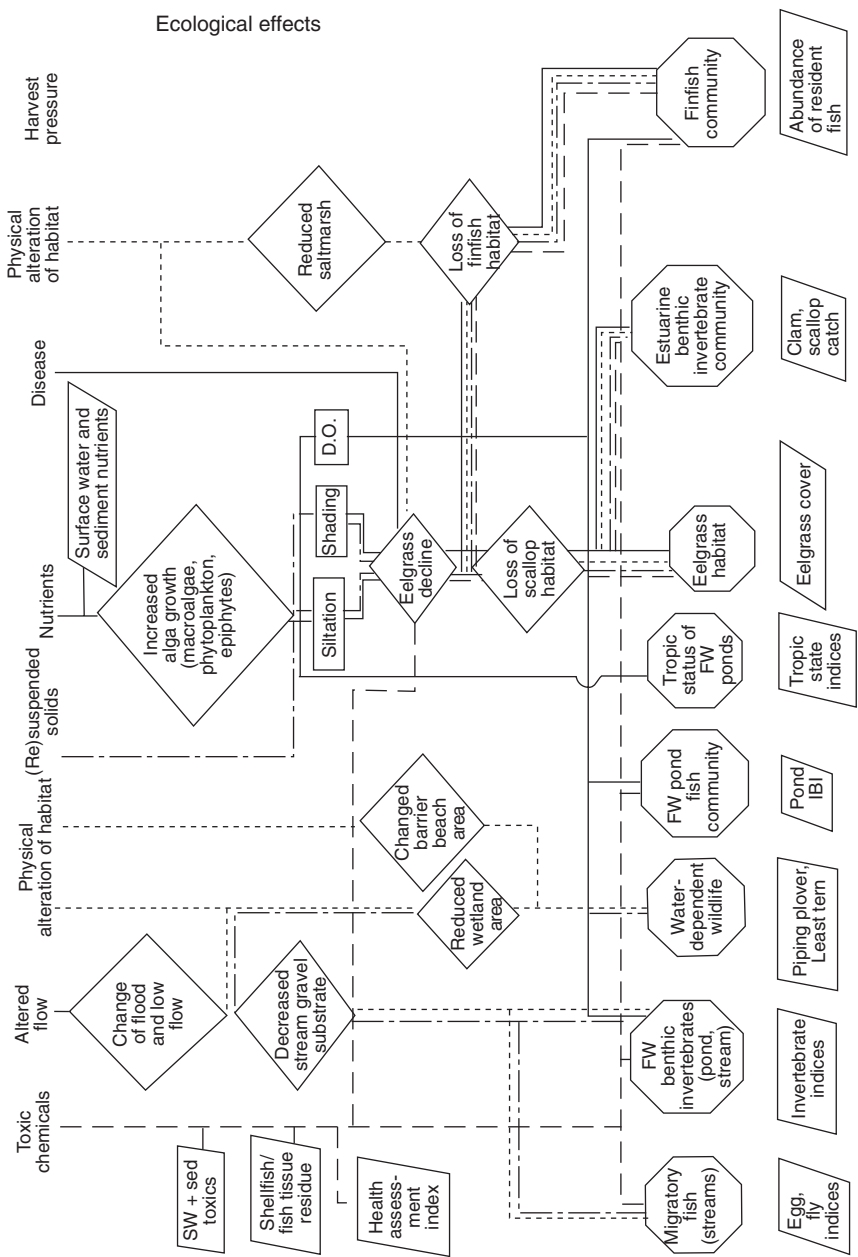 Ecological effects
Toxic
chemicals
Altered
flow
Physical
alteration of habitat
(Re)suspended
solids
Nutrients
Disease
Physical
alteration
of habitat
Harvest
pressure
SW + sed
toxics
Shellfish/
fish tissue
residue
Health
assess-
ment
index
Change
of flood
and low
flow
Decreased
stream gravel
substrate
Reduced
wetland
area
Changed
barrier
beach
area
Surface water and
sediment nutrients
Increased
alga growth
(macroalgae,
phytoplankton,
epiphytes)
Siltation
Shading
D.O.
Eelgrass
decline
Loss of
scallop
habitat
Reduced
saltmarsh
Loss of
finfish
habitat
Migratory
fish
(streams)
FW
benthic
invertebrates
(pond,
stream)
Water-
dependent
wildlife
FW pond
fish
community
Tropic
status of
FW
ponds
Eelgrass
habitat
Estuarine
benthic
invertebrate
community
Finfish
community
Egg,
fly
indices
Invertebrate
indices
Piping plover,
Least tern
Pond
IBI
Tropic
state
indices
Eelgrass cover
Clam,
scallop
catch
Abundance
of resident
fish